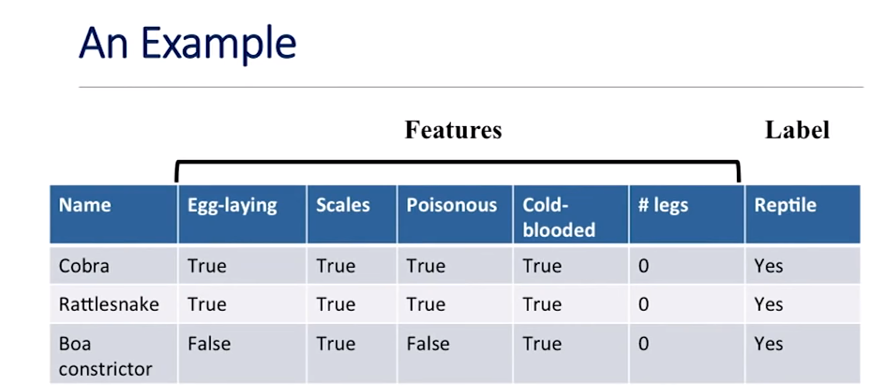 An Example
Features Label
Name Egg-laying Scales Poisonous Cold-blooded # legs Reptile
Cobra True True True True 0 Yes
Rattlesnake True True True True 0 Yes
Boa constrictor False True False True 0 Yes